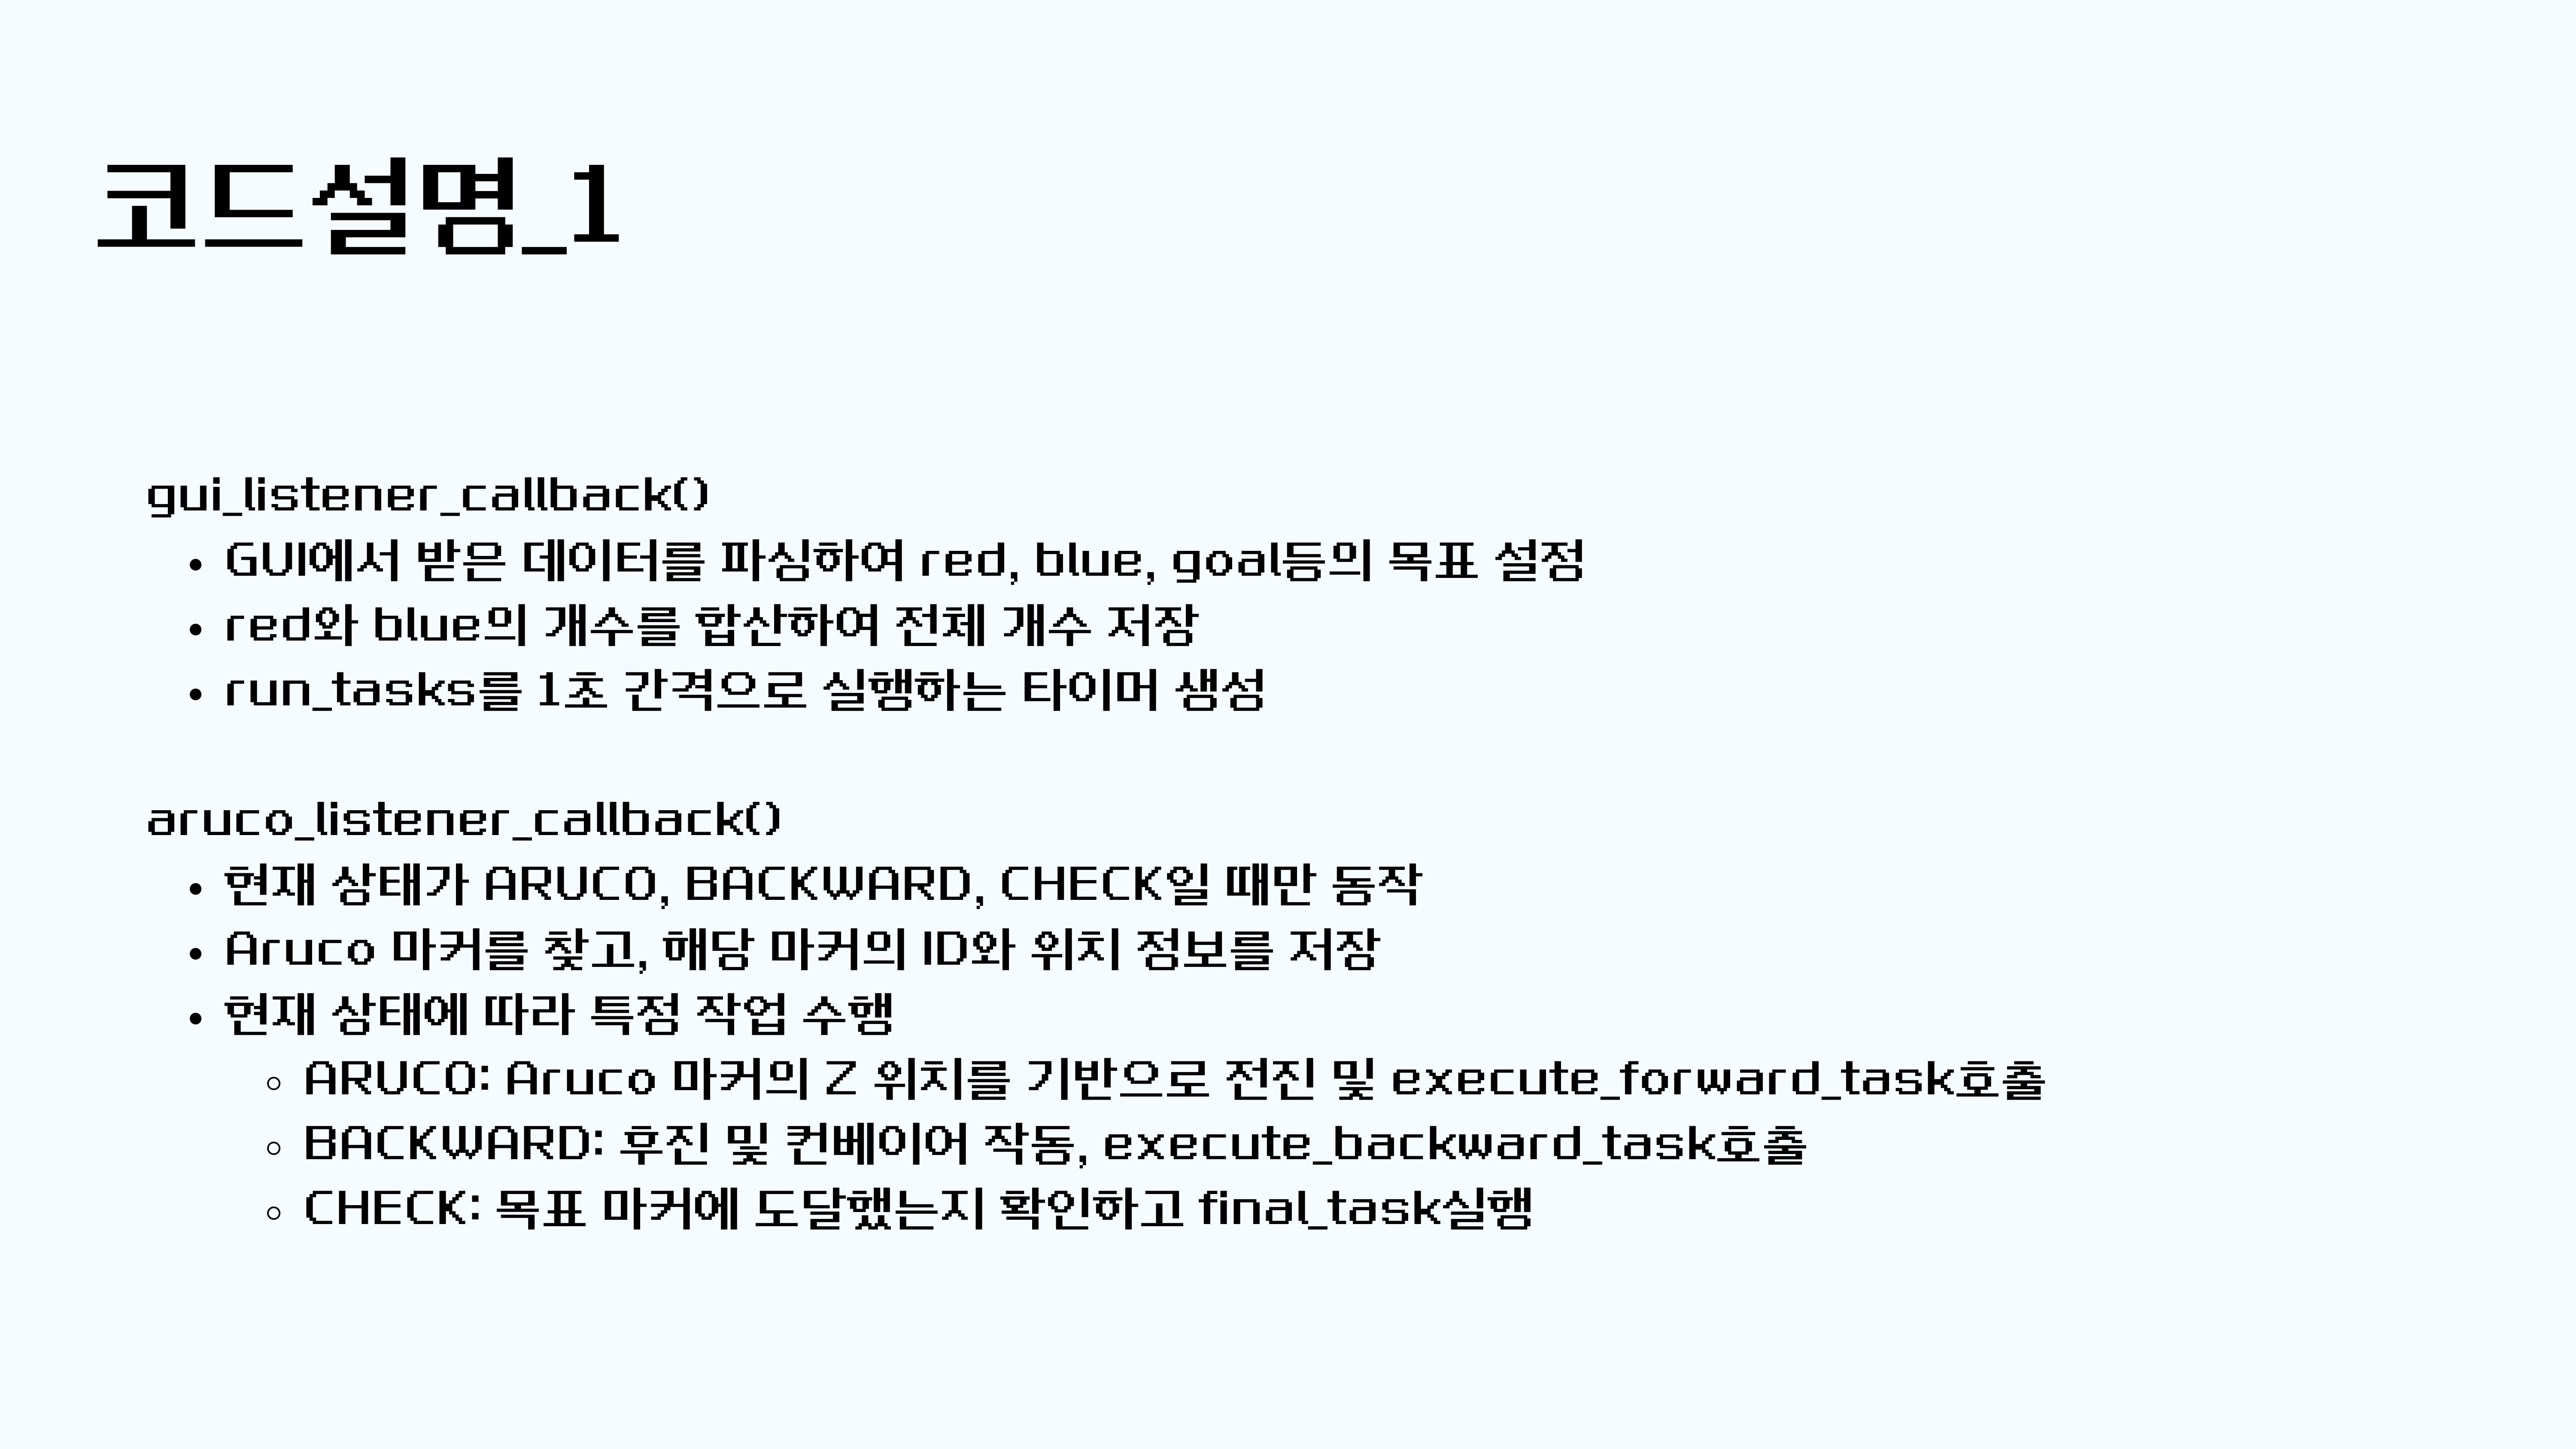 코드설명_1
gui_listener_callback()
• GUI에서 받은 데이터를 파싱하여 red, blue, goal등의 목표 설정
• red와 blue의 개수를 합산하여 전체 개수 저장
• run_tasks를 1초 간격으로 실행하는 타이머 생성
aruco_listener_callback()
• 현재 상태가 ARUCO, BACKWARD, CHECK일 때만 동작
• Aruco 마커를 찾고, 해당 마커의 ID와 위치 정보를 저장
• 현재 상태에 따라 특정 작업 수행
◦ ARUCO: Aruco 마커의 Z 위치를 기반으로 전진 및 execute_forward_task호출
◦ BACKWARD: 후진 및 컨베이어 작동, execute_backward_task호출
◦ CHECK: 목표 마커에 도달했는지 확인하고 final_task실행